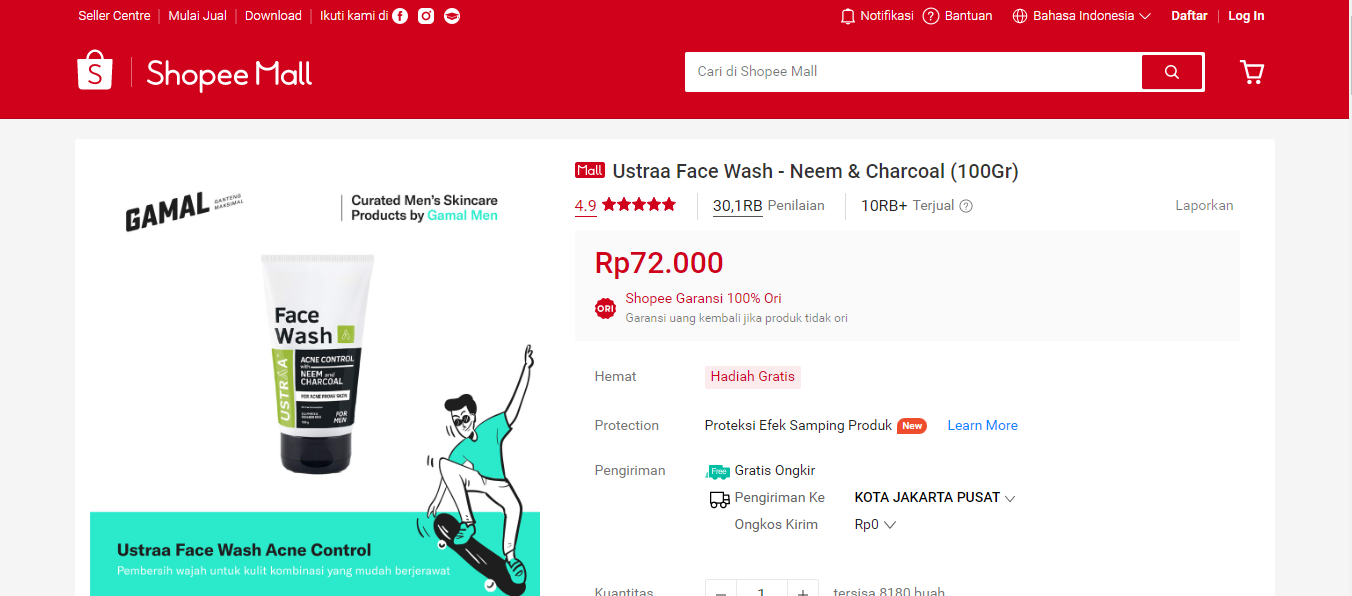 Seller Centre | Mulai Jual | Download | Ikuti kami di
Notifikasi Bantuan Bahasa Indonesia Daftar | Log In
S | Shopee Mall
Cari di Shopee Mall
Mall Ustraa Face Wash - Neem & Charcoal (100Gr)
4.9 30,1RB Penilaian 10RB+ Terjual Laporkan
GAMAL GANTENG MAKSIMAL
Curated Men's Skincare
Products by Gamal Men
Rp72.000
ORI Shopee Garansi 100% Ori
Garansi uang kembali jika produk tidak ori
Face
Wash
USTRAA
ACNE CONTROL
with
NEEM and
CHARCOAL
FOR ACNE PRONE SKIN
FOR
MEN
Ustraa Face Wash Acne Control
Pembersih wajah untuk kulit kombinasi yang mudah berjerawat
Hemat Hadiah Gratis
Protection Proteksi Efek Samping Produk New Learn More
Pengiriman Free Gratis Ongkir
Pengiriman Ke KOTA JAKARTA PUSAT
Ongkos Kirim Rp0
Kuantitas 1 + tersisa 8180 buah